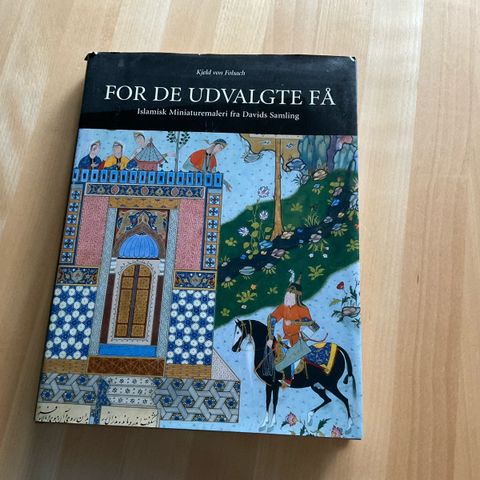 Kjeld von Folsach
FOR DE UDVALGTE FÅ
Islamisk Miniaturemaleri fra Davids Samling